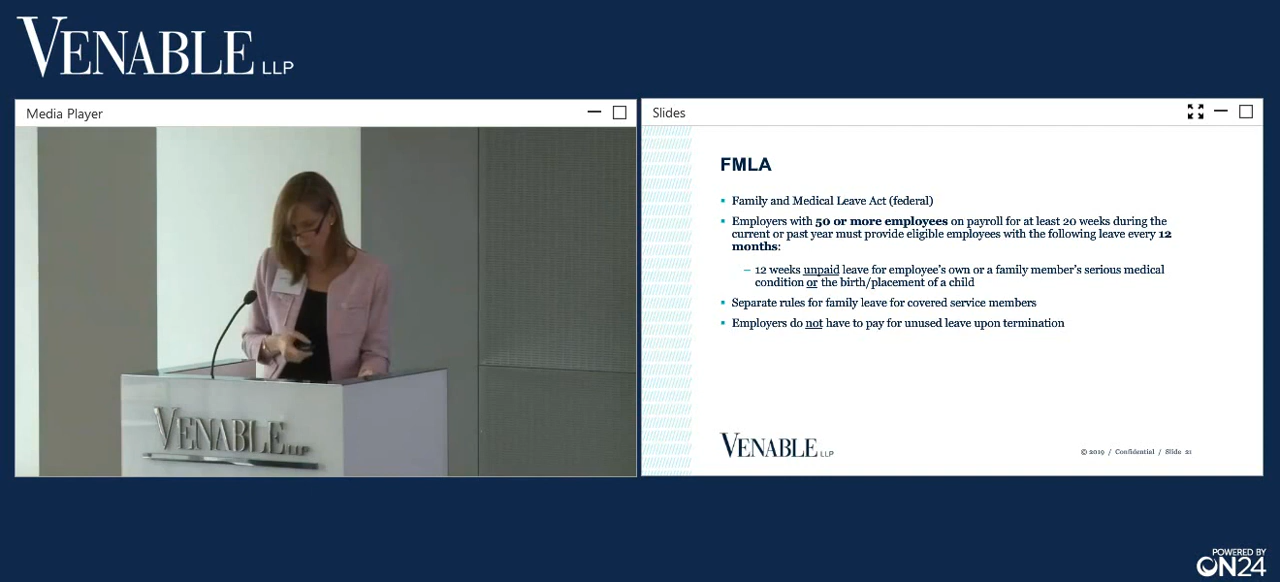 VENABLE LLP
Media Player
VENABLE LLP
Slides
FMLA
Family and Medical Leave Act (federal)
Employers with 50 or more employees on payroll for at least 20 weeks during the
current or past year must provide eligible employees with the following leave every 12
months:
– 12 weeks unpaid leave for employee's own or a family member's serious medical
condition or the birth/placement of a child
Separate rules for family leave for covered service members
Employers do not have to pay for unused leave upon termination
VENABLE LLP
© 2019 / Confidential / Slide 21
POWERED BY
ON24